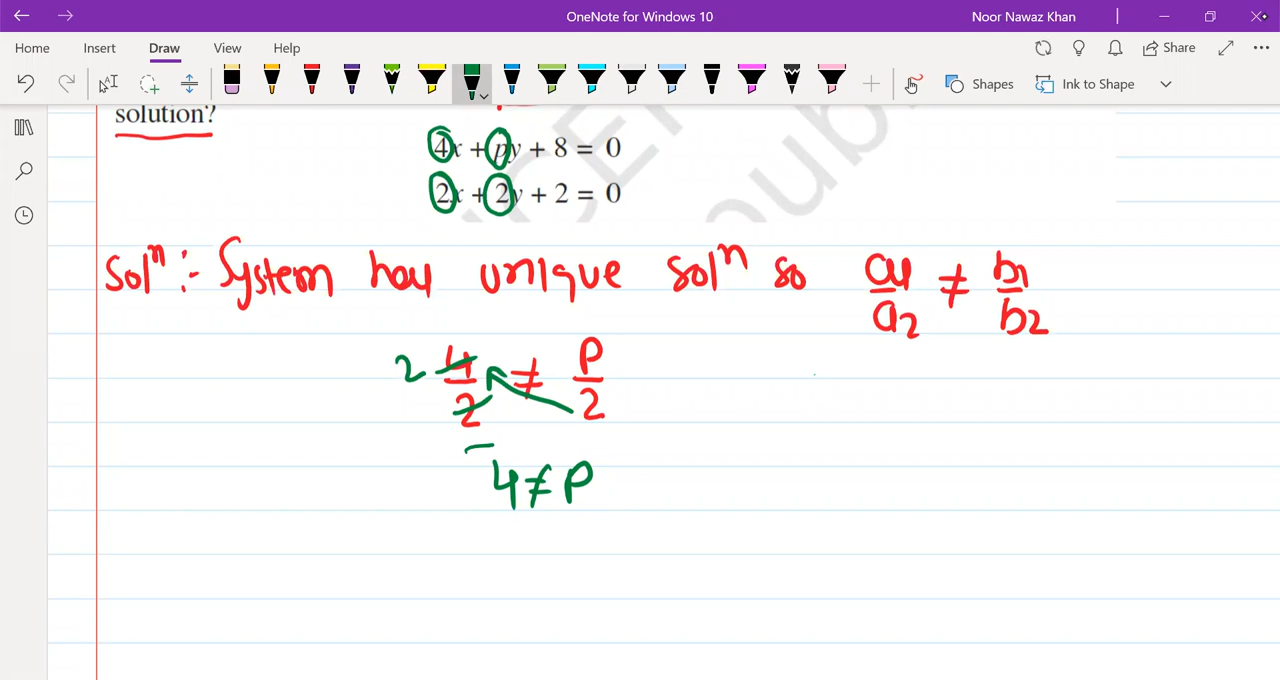 OneNote for Windows 10
Noor Nawaz Khan
Home Insert Draw View Help
Share
Shapes
Ink to Shape
solution?
4x + py + 8 = 0
2x + 2y + 2 = 0
Solⁿ :- System has unique solⁿ so a1/a2 ≠ b1/b2
2 4/2 ≠ P/2
4 ≠ P